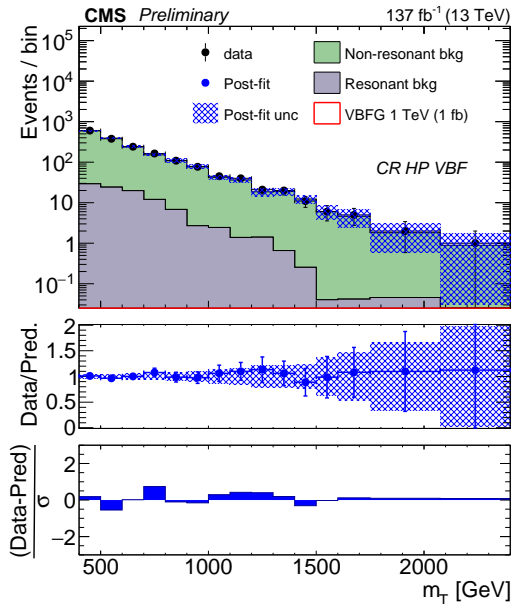 CMS Preliminary 137 fb⁻¹ (13 TeV)
Events / bin
10⁵
10⁴
10³
10²
10
1
10⁻¹
data
Post-fit
Post-fit unc
Non-resonant bkg
Resonant bkg
VBFG 1 TeV (1 fb)
CR HP VBF
Data/Pred.
2
1.5
1
0.5
0
(Data-Pred)
σ
2
0
−2
500 1000 1500 2000
m_T [GeV]